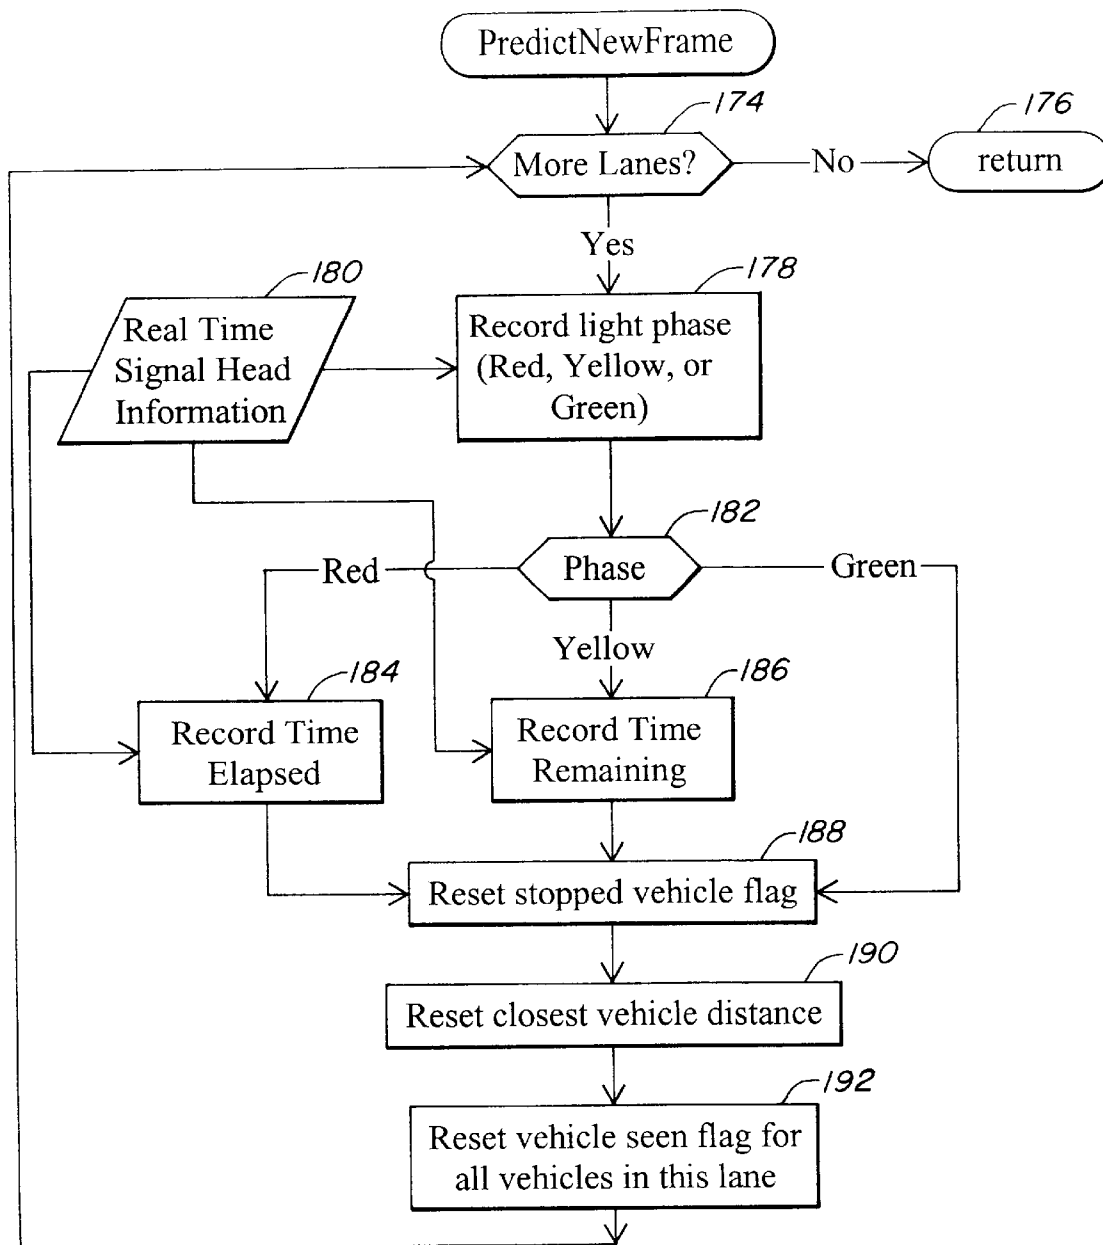 PredictNewFrame
174
More Lanes?
No
176
return
Yes
180
Real Time
Signal Head
Information
178
Record light phase
(Red, Yellow, or
Green)
182
Phase
Red
Green
Yellow
184
Record Time
Elapsed
186
Record Time
Remaining
188
Reset stopped vehicle flag
190
Reset closest vehicle distance
192
Reset vehicle seen flag for
all vehicles in this lane